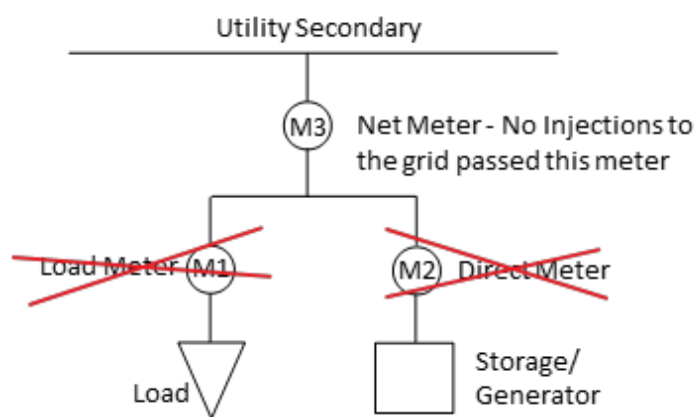 Utility Secondary
M3
Net Meter - No Injections to
the grid passed this meter
Load Meter
M1
M2
Direct Meter
Load
Storage/
Generator